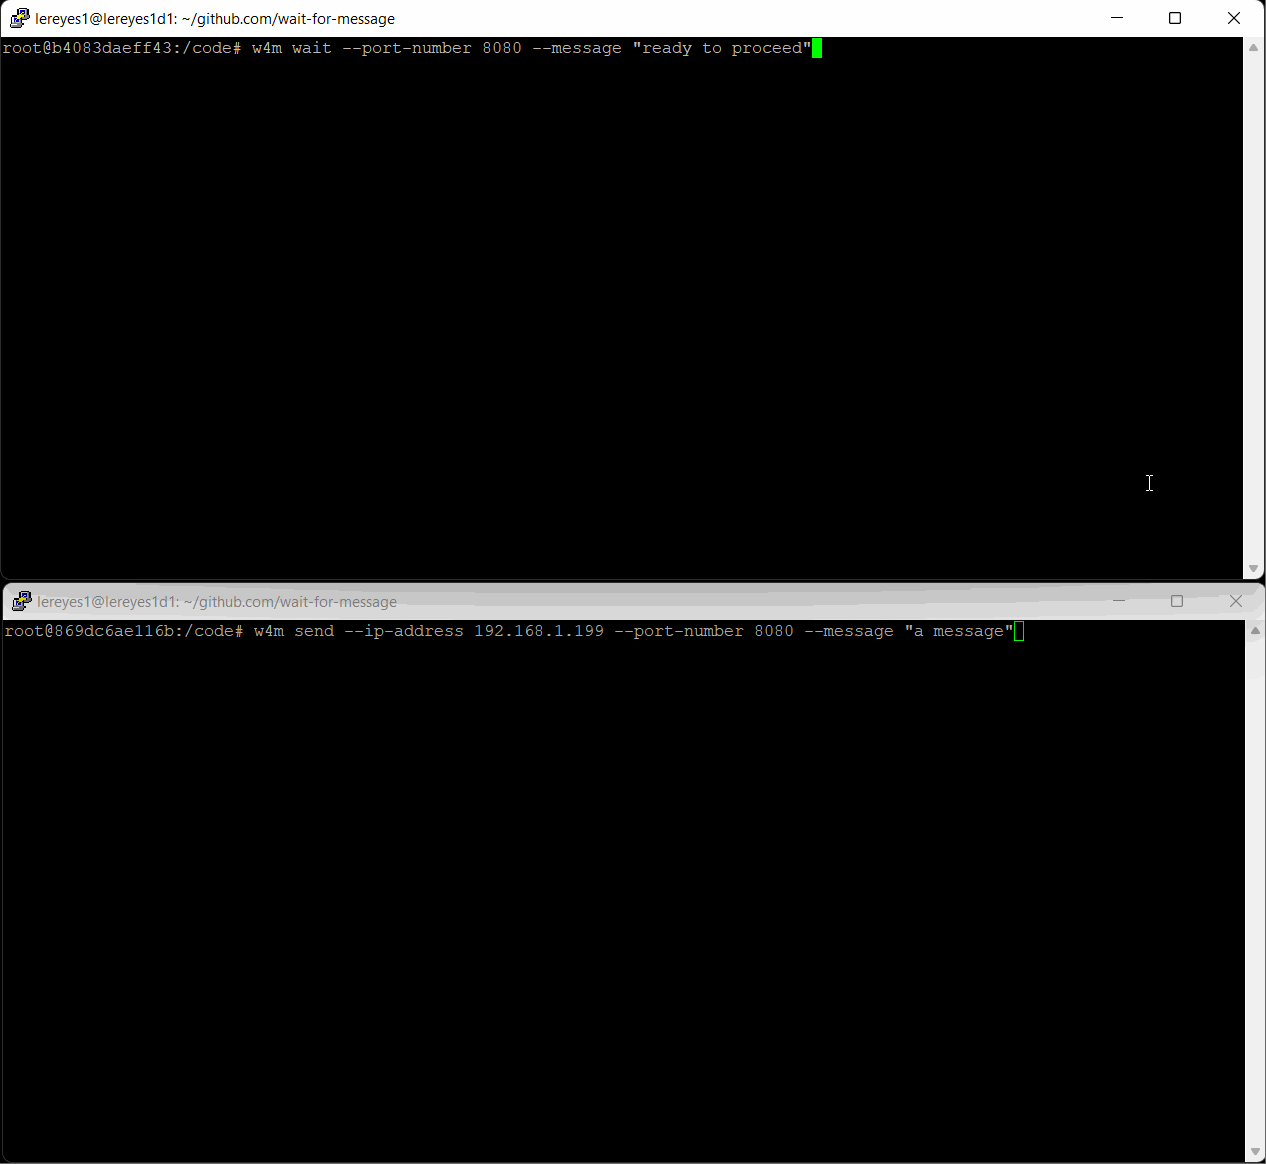 lereyes1@lereyes1d1: ~/github.com/wait-for-message
root@b4083daeff43:/code# w4m wait --port-number 8080 --message "ready to proceed"
lereyes1@lereyes1d1: ~/github.com/wait-for-message
root@869dc6ae116b:/code# w4m send --ip-address 192.168.1.199 --port-number 8080 --message "a message"